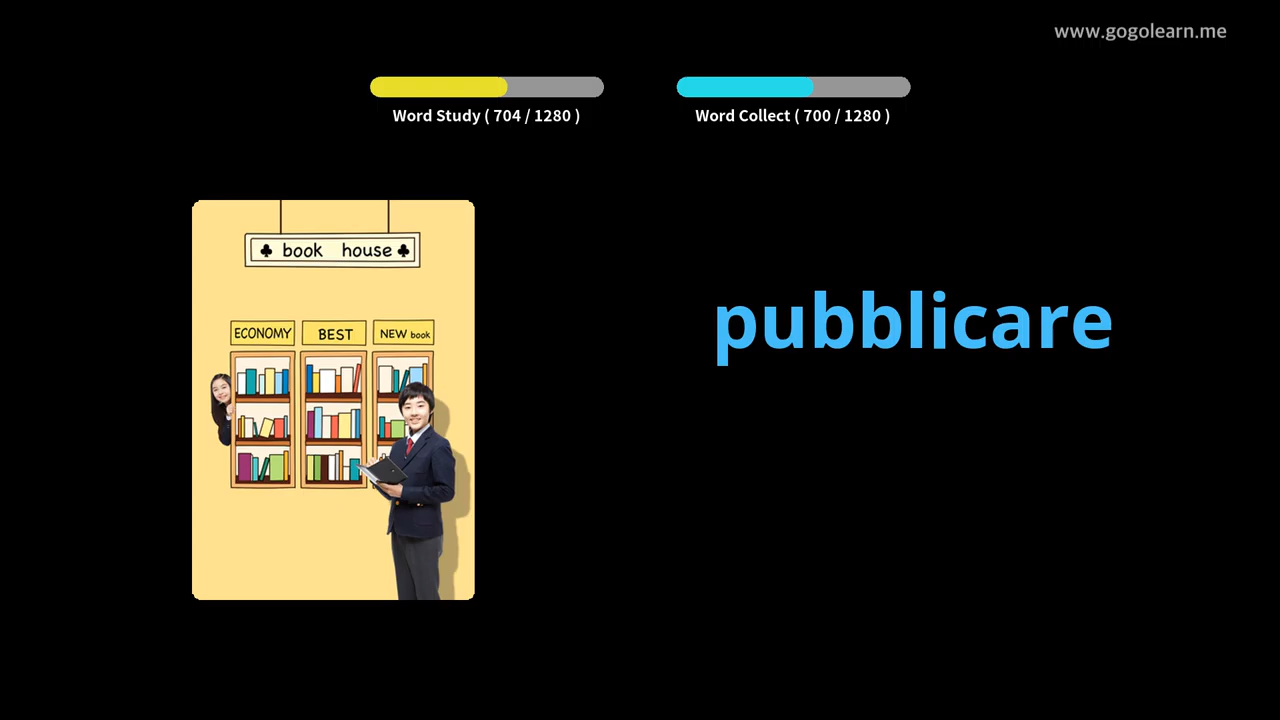 www.gogolearn.me
Word Study ( 704 / 1280 )
Word Collect ( 700 / 1280 )
♣ book house ♣
ECONOMY
BEST
NEW book
pubblicare